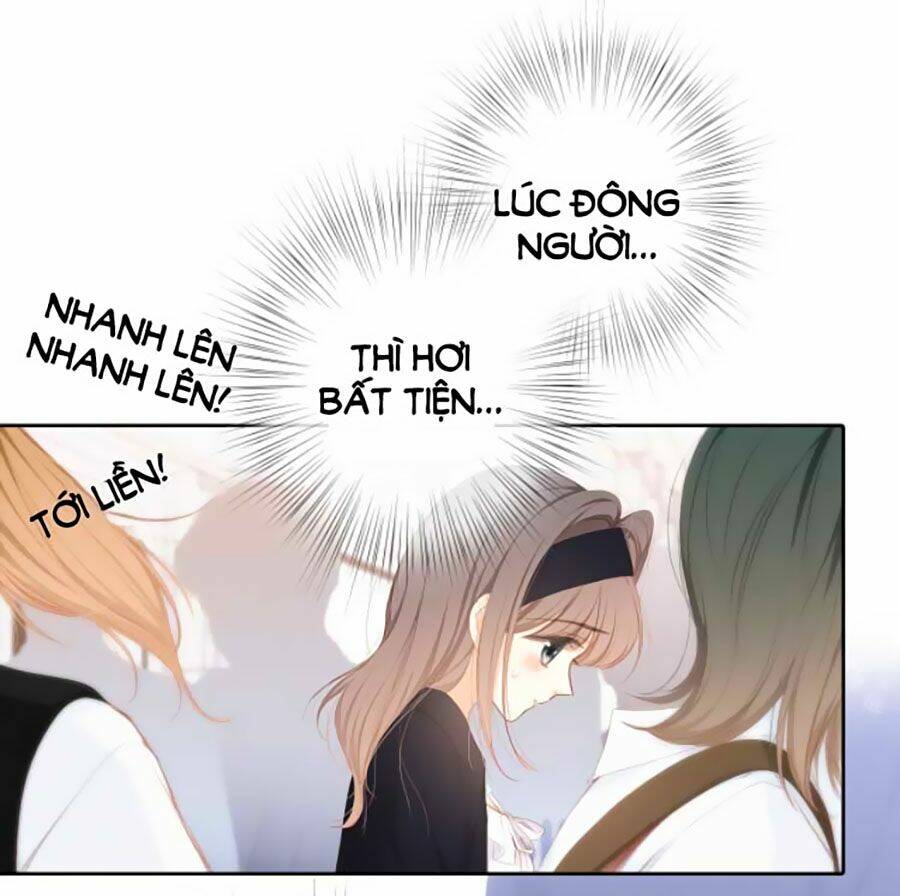 LÚC ĐÔNG
NGƯỜI...
THÌ HƠI
BẤT TIỆN...
NHANH LÊN
NHANH LÊN!
TỚI LIỀN!